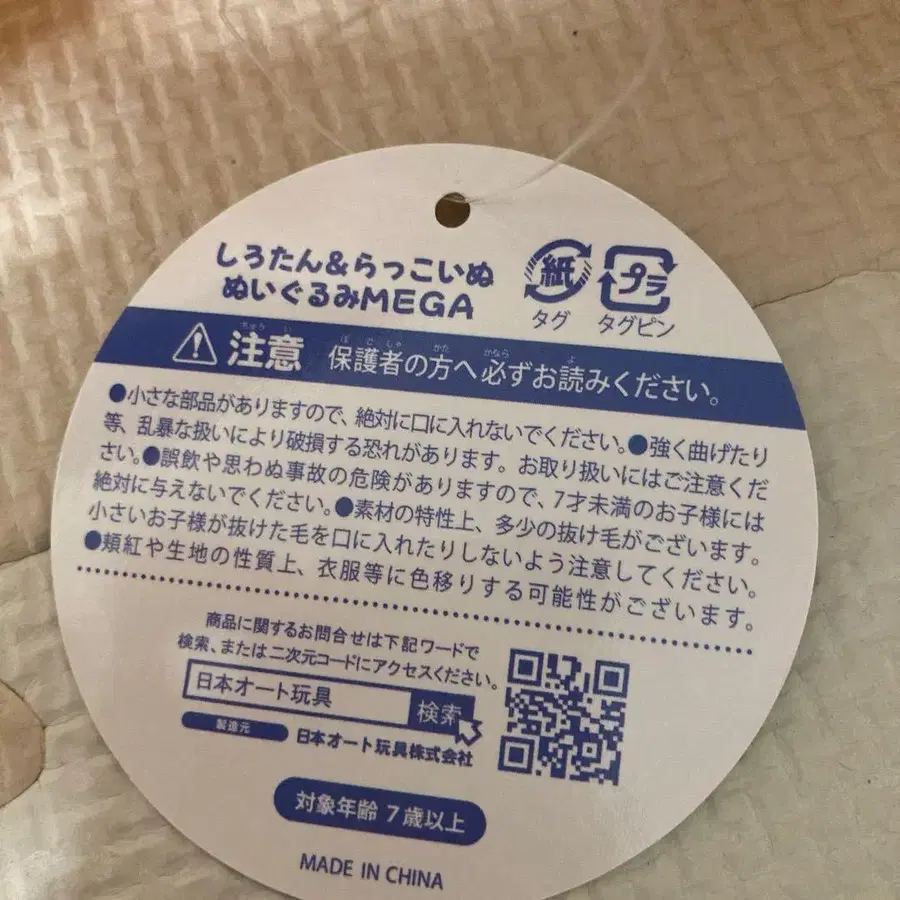 しろたん&らっこいぬ
ぬいぐるみMEGA
紙
タグ
プラ
タグピン
注意 保護者の方へ必ずお読みください。
ちゅうい ほごしゃ かた かなら よ
●小さな部品がありますので、絶対に口に入れないでください。●強く曲げたり
等、乱暴な扱いにより破損する恐れがあります。お取り扱いにはご注意くだ
さい。●誤飲や思わぬ事故の危険がありますので、7才未満のお子様には
絶対に与えないでください。●素材の特性上、多少の抜け毛がございます。
小さいお子様が抜けた毛を口に入れたりしないよう注意してください。
●頬紅や生地の性質上、衣服等に色移りする可能性がございます。
商品に関するお問合せは下記ワードで
検索、または二次元コードにアクセスください。
日本オート玩具 検索
製造元 日本オート玩具株式会社
対象年齢 7歳以上
MADE IN CHINA